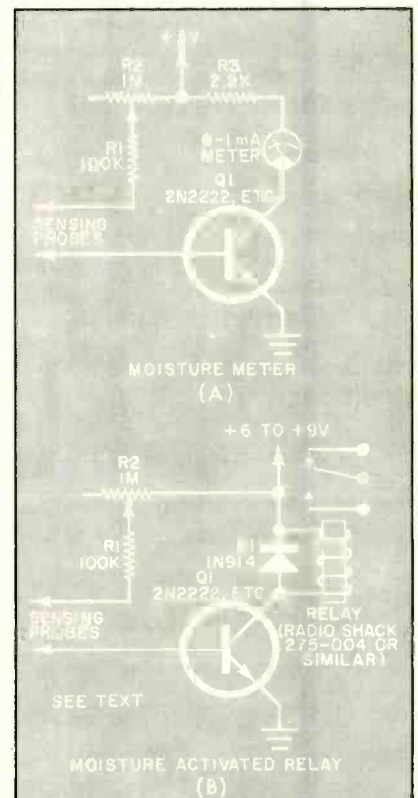 R2
1M
R3
R1
100K
0-1mA
METER
Q1
2N2222, ETC
SENSING
PROBES
MOISTURE METER
(A)
+6 TO +9V
R2
1M
R1
100K
1N914
Q1
2N2222, ETC
SENSING
PROBES
RELAY
(RADIO SHACK
275-004 OR
SIMILAR)
SEE TEXT
MOISTURE ACTIVATED RELAY
(B)